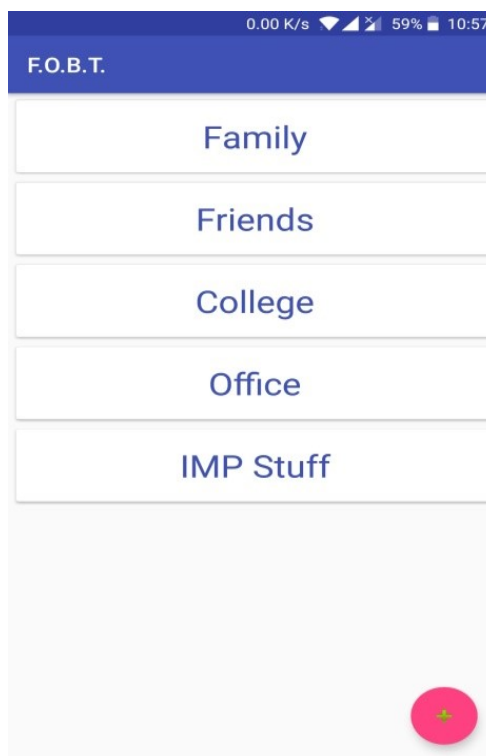 0.00 K/s 59% 10:57
F.O.B.T.
Family
Friends
College
Office
IMP Stuff